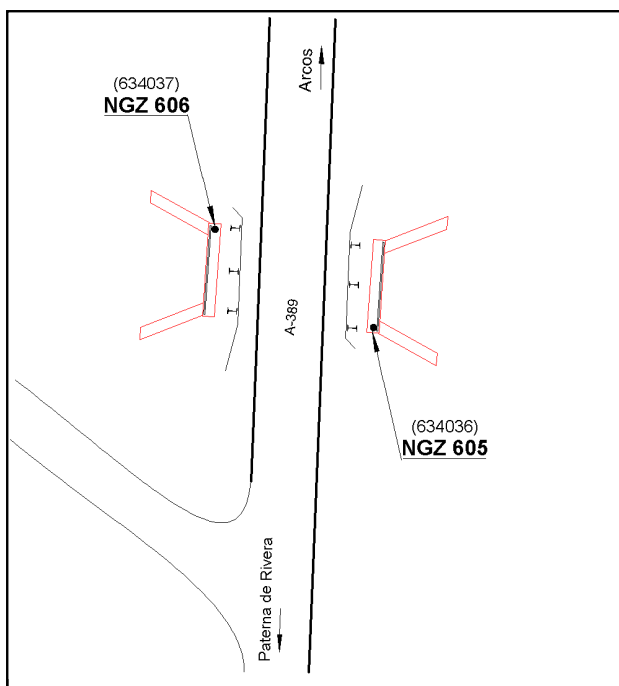 Arcos
(634037)
NGZ 606
A-389
(634036)
NGZ 605
Paterna de Rivera